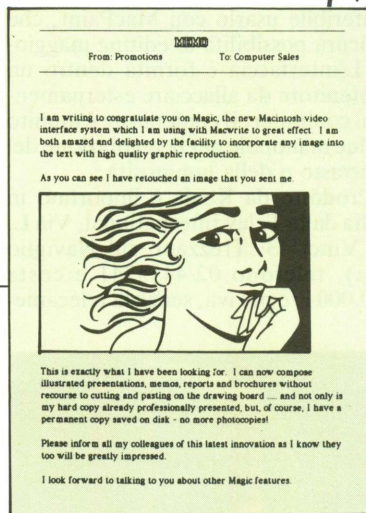 MEMO
From: Promotions To: Computer Sales
I am writing to congratulate you on Magic, the new Macintosh video
interface system which I am using with Macwrite to great effect. I am
both amazed and delighted by the facility to incorporate any image into
the text with high quality graphic reproduction.
As you can see I have retouched an image that you sent me.
This is exactly what I have been looking for. I can now compose
illustrated presentations, memos, reports and brochures without
recourse to cutting and pasting on the drawing board .... and not only is
my hard copy already professionally presented, but, of course, I have a
permanent copy saved on disk - no more photocopies!
Please inform all my colleagues of this latest innovation as I know they
too will be greatly impressed.
I look forward to talking to you about other Magic features.